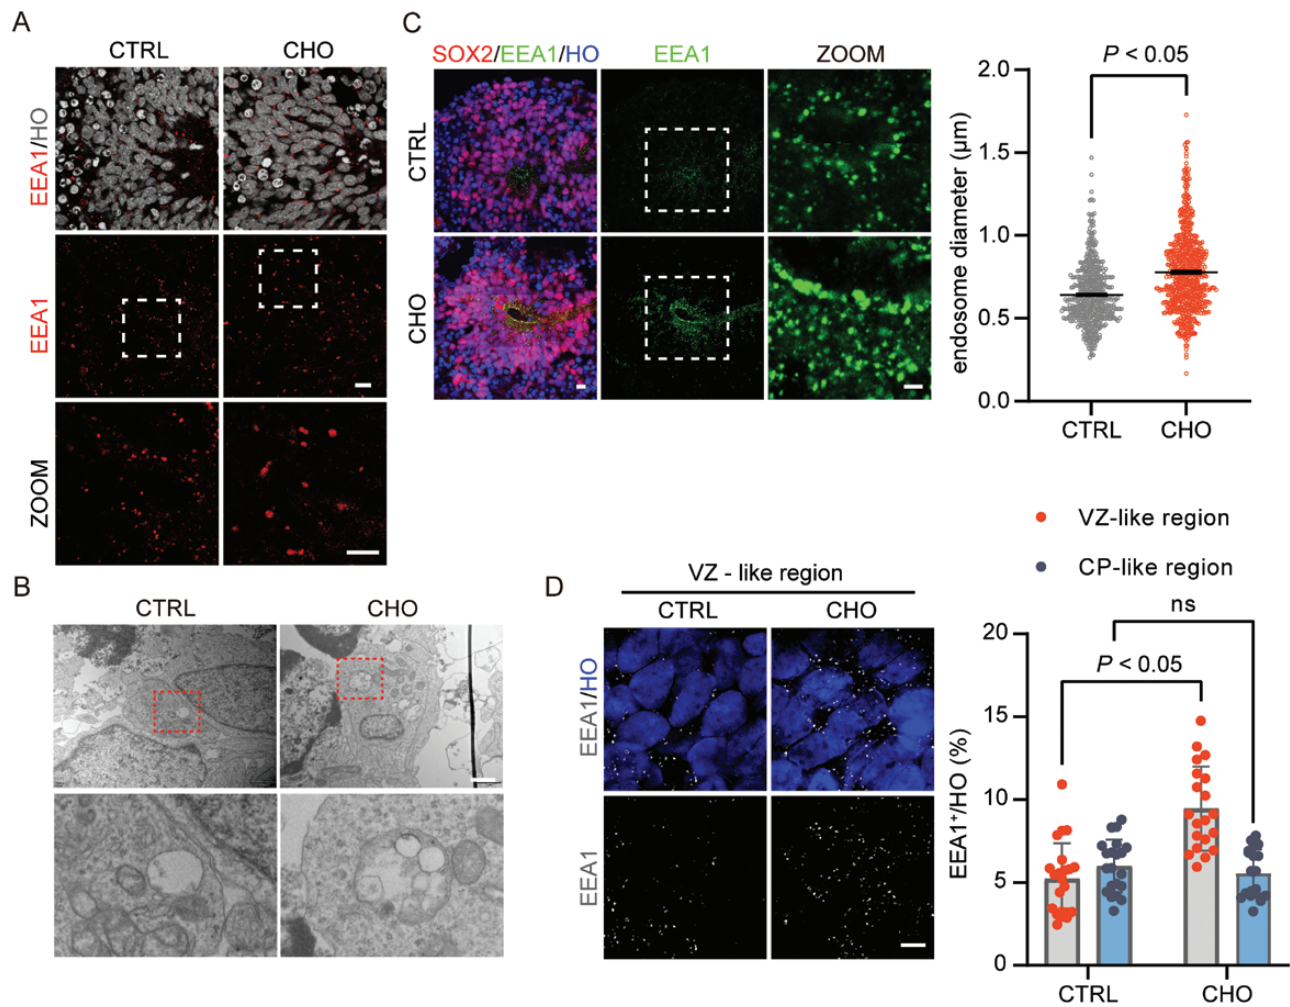 A
CTRL
CHO
EEA1/HO
EEA1
ZOOM
B
CTRL
CHO
C
SOX2/EEA1/HO
EEA1
ZOOM
CTRL
CHO
P < 0.05
endosome diameter (μm)
2.0
1.5
1.0
0.5
0.0
CTRL
CHO
D
VZ - like region
CTRL
CHO
EEA1/HO
EEA1
VZ-like region
CP-like region
ns
P < 0.05
EEA1⁺/HO (%)
20
15
10
5
0
CTRL
CHO